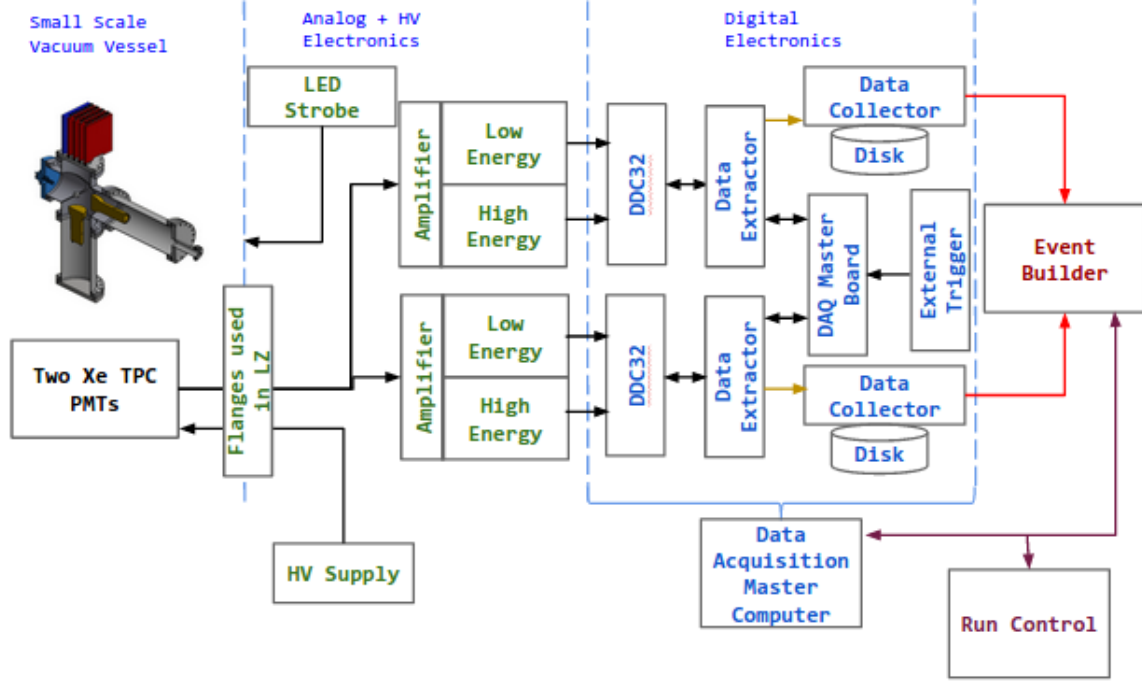 Small Scale
Vacuum Vessel
Analog + HV
Electronics
Digital
Electronics
LED
Strobe
Amplifier
Low
Energy
High
Energy
DDC32
Data Extractor
Data
Collector
Disk
DAQ Master
Board
External
Trigger
Event
Builder
Two Xe TPC
PMTs
Flanges used
in LZ
Amplifier
Low
Energy
High
Energy
DDC32
Data Extractor
Data
Collector
Disk
HV Supply
Data
Acquisition
Master
Computer
Run Control